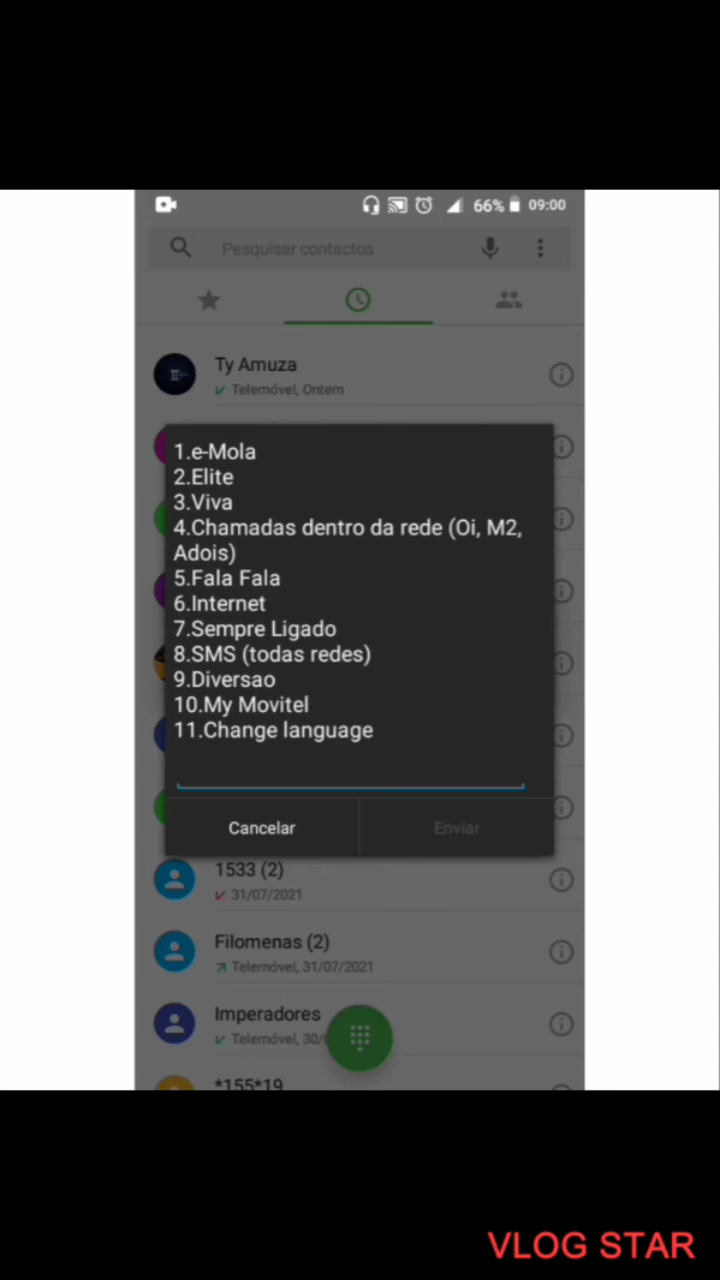 66% 09:00
Pesquisar contactos
Ty Amuza
Telemóvel, Ontem
1.e-Mola
2.Elite
3.Viva
4.Chamadas dentro da rede (Oi, M2,
Adois)
5.Fala Fala
6.Internet
7.Sempre Ligado
8.SMS (todas redes)
9.Diversao
10.My Movitel
11.Change language
Cancelar Enviar
1533 (2)
31/07/2021
Filomenas (2)
Telemóvel, 31/07/2021
Imperadores
Telemóvel, 30/
*155*19
VLOG STAR